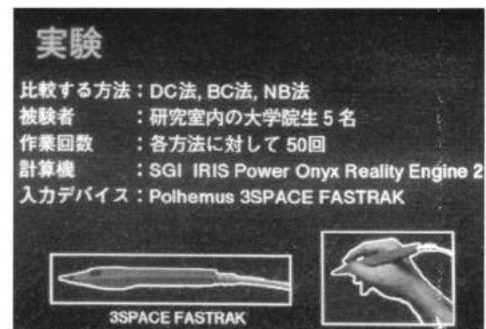 実験
比較する方法：DC法, BC法, NB法
被験者：研究室内の大学院生5名
作業回数：各方法に対して 50回
計算機：SGI IRIS Power Onyx Reality Engine 2
入力デバイス：Polhemus 3SPACE FASTRAK
3SPACE FASTRAK